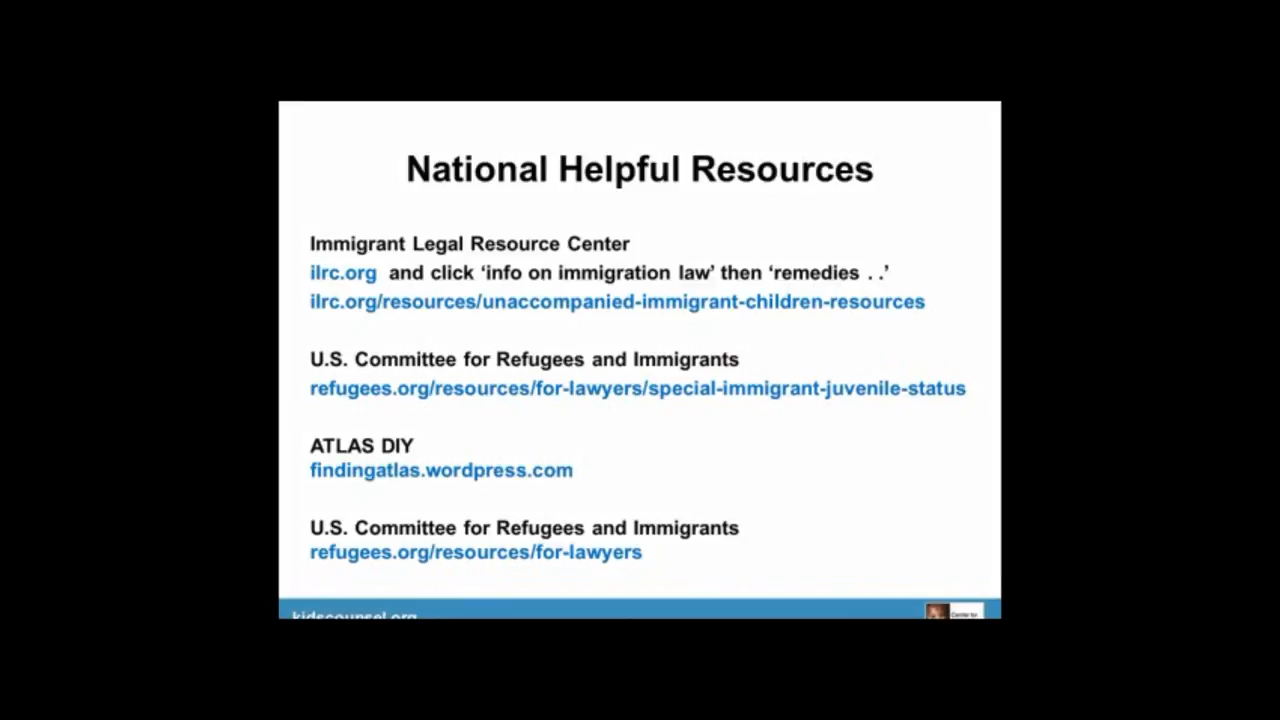 National Helpful Resources
Immigrant Legal Resource Center
ilrc.org and click ‘info on immigration law’ then ‘remedies . .’
ilrc.org/resources/unaccompanied-immigrant-children-resources
U.S. Committee for Refugees and Immigrants
refugees.org/resources/for-lawyers/special-immigrant-juvenile-status
ATLAS DIY
findingatlas.wordpress.com
U.S. Committee for Refugees and Immigrants
refugees.org/resources/for-lawyers
kidscounsel.org
Center for